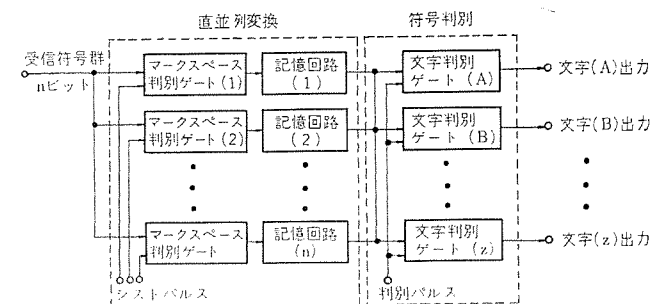 直並列変換
符号判別
受信符号群
nビット
マークスペース
判別ゲート(1)
記憶回路
(1)
文字判別
ゲート(A)
文字(A)出力
マークスペース
判別ゲート(2)
記憶回路
(2)
文字判別
ゲート(B)
文字(B)出力
マークスペース
判別ゲート
記憶回路
(n)
文字判別
ゲート(z)
文字(z)出力
シストパルス
判別パルス